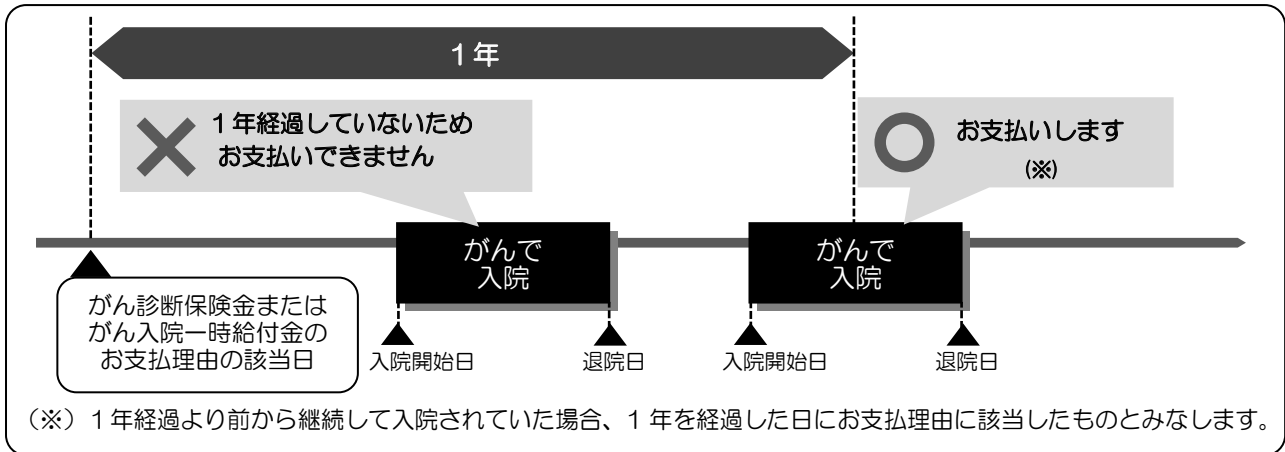 １年
１年経過していないため
お支払いできません
お支払いします
（※）
がんで
入院
がんで
入院
がん診断保険金または
がん入院一時給付金の
お支払理由の該当日
入院開始日
退院日
入院開始日
退院日
（※）１年経過より前から継続して入院されていた場合、１年を経過した日にお支払理由に該当したものとみなします。